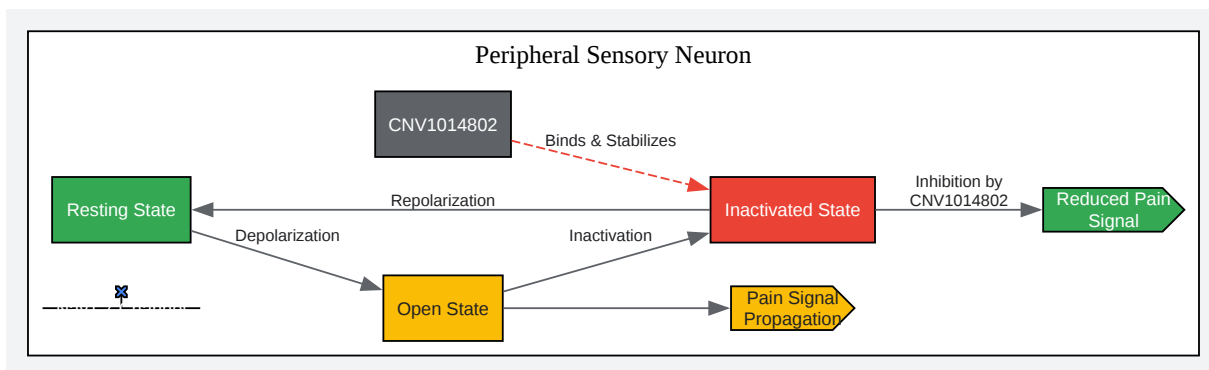 Peripheral Sensory Neuron
CNV1014802
Binds & Stabilizes
Resting State
Repolarization
Inactivated State
Inhibition by
CNV1014802
Reduced Pain
Signal
Depolarization
Inactivation
Open State
Pain Signal
Propagation